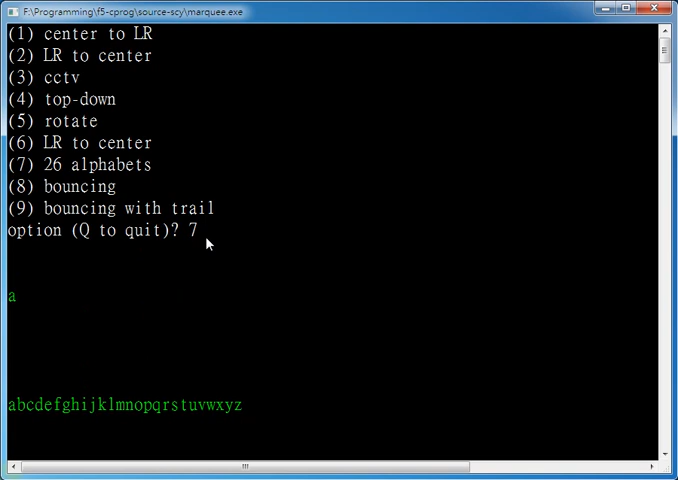 F:\Programming\f5-cprog\source-scy\marquee.exe
(1) center to LR
(2) LR to center
(3) cctv
(4) top-down
(5) rotate
(6) LR to center
(7) 26 alphabets
(8) bouncing
(9) bouncing with trail
option (Q to quit)? 7
a
abcdefghijklmnopqrstuvwxyz